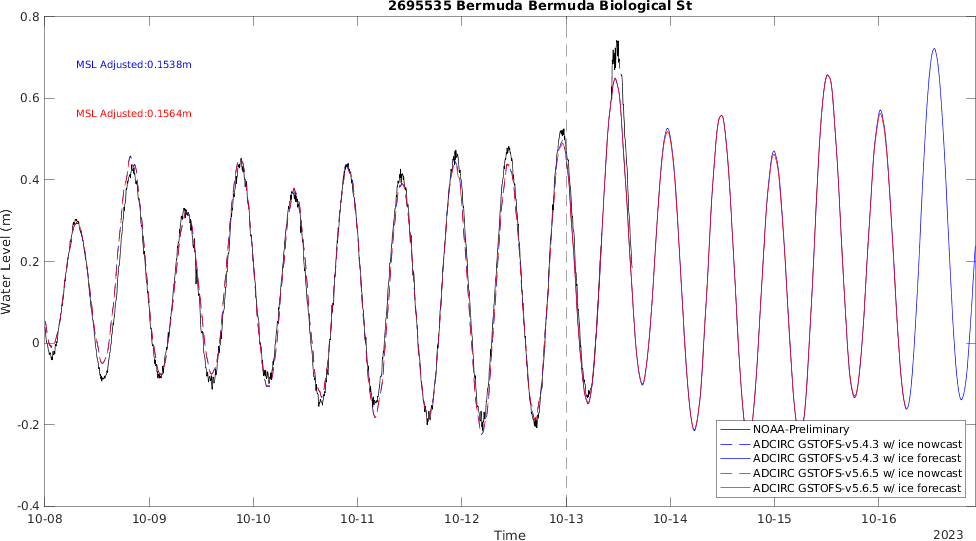 2695535 Bermuda Bermuda Biological St
MSL Adjusted:0.1538m
MSL Adjusted:0.1564m
Water Level (m)
0.8
0.6
0.4
0.2
0
-0.2
-0.4
NOAA-Preliminary
ADCIRC GSTOFS-v5.4.3 w/ ice nowcast
ADCIRC GSTOFS-v5.4.3 w/ ice forecast
ADCIRC GSTOFS-v5.6.5 w/ ice nowcast
ADCIRC GSTOFS-v5.6.5 w/ ice forecast
10-08 10-09 10-10 10-11 10-12 10-13 10-14 10-15 10-16
Time
2023